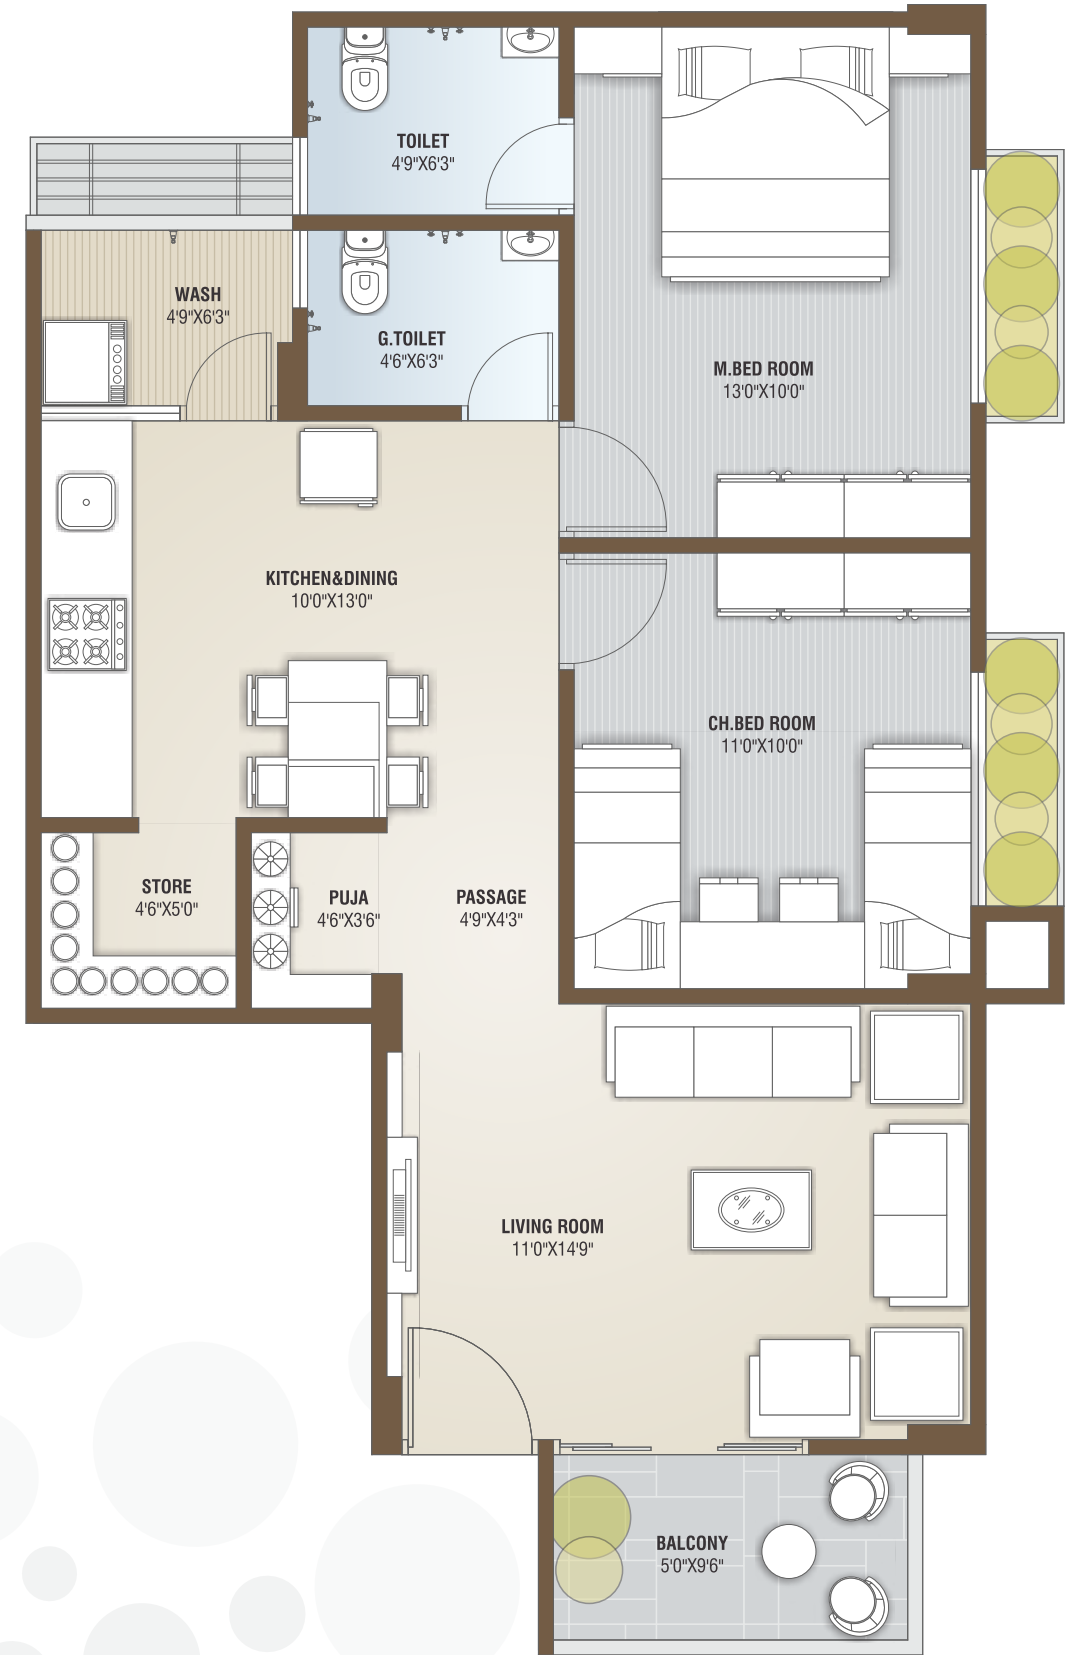 TOILET
4'9"X6'3"
WASH
4'9"X6'3"
G.TOILET
4'6"X6'3"
M.BED ROOM
13'0"X10'0"
KITCHEN&DINING
10'0"X13'0"
CH.BED ROOM
11'0"X10'0"
STORE
4'6"X5'0"
PUJA
4'6"X3'6"
PASSAGE
4'9"X4'3"
LIVING ROOM
11'0"X14'9"
BALCONY
5'0"X9'6"